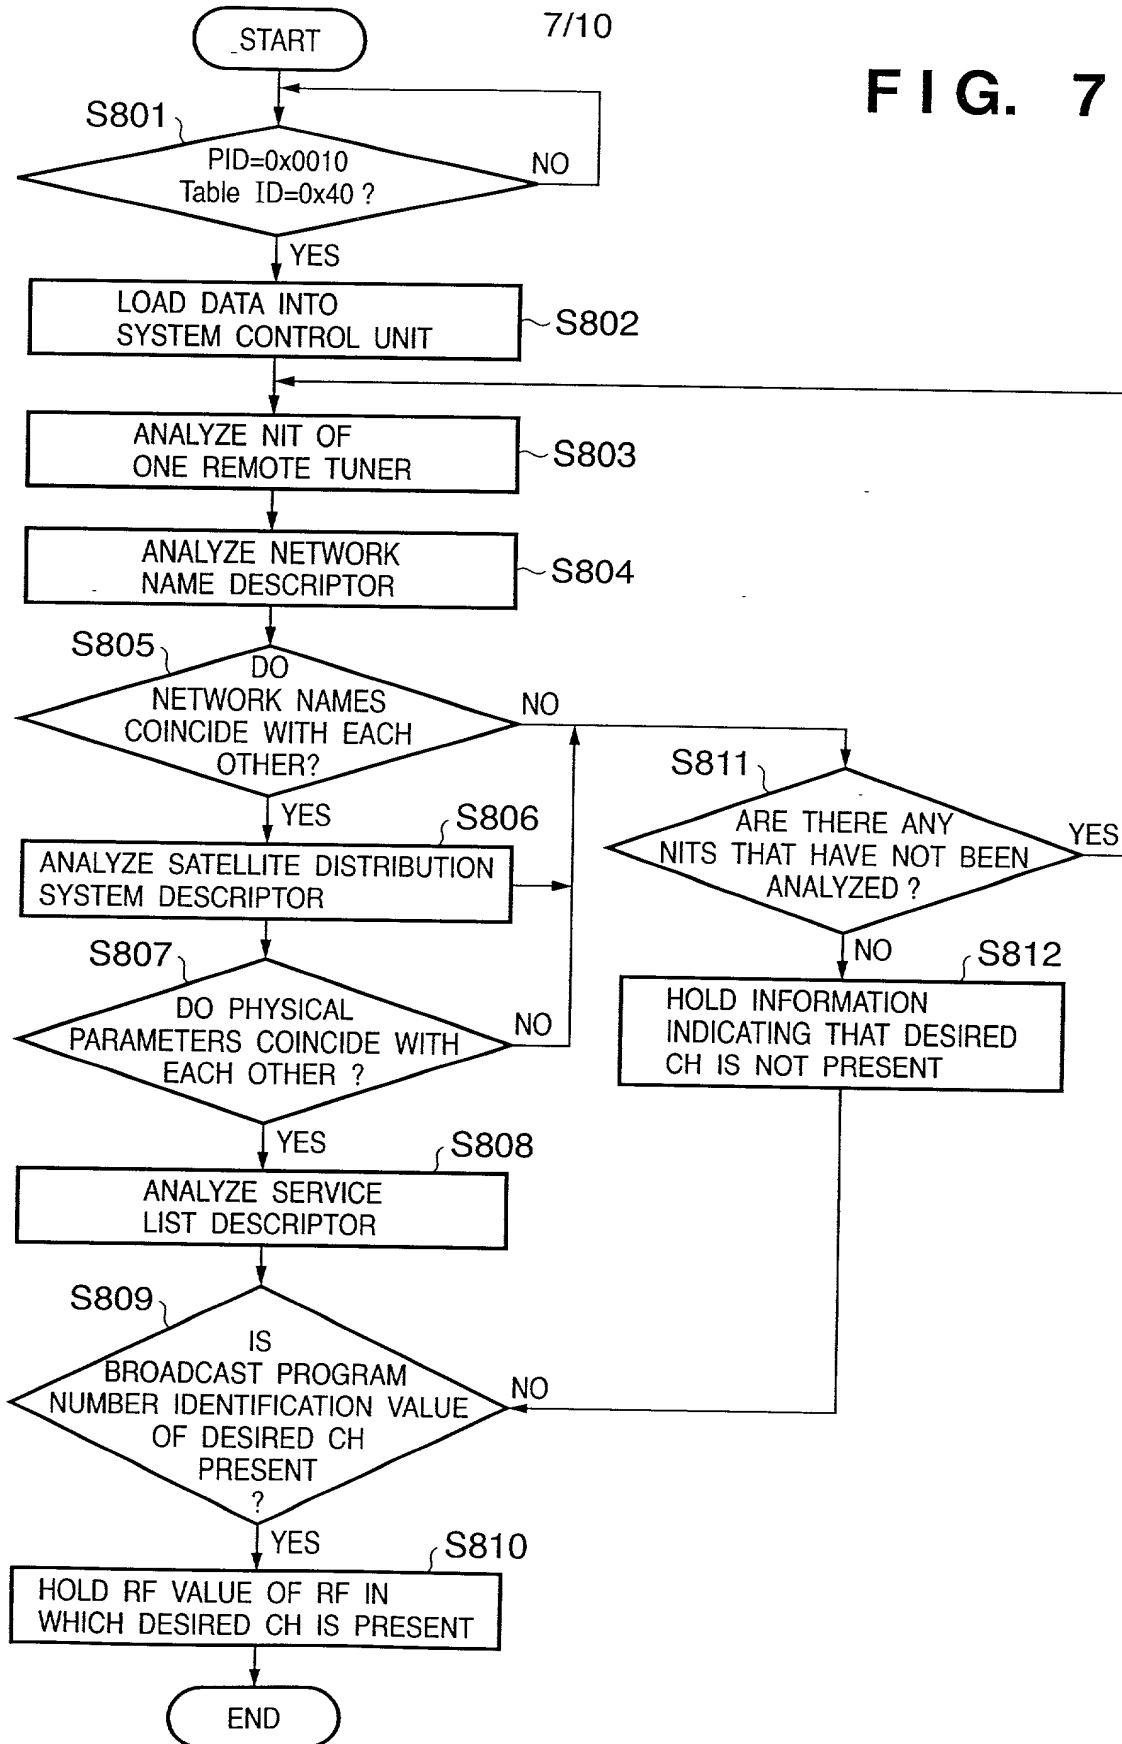 7/10
FIG. 7
START
S801
PID=0x0010
Table ID=0x40 ?
NO
YES
LOAD DATA INTO
SYSTEM CONTROL UNIT
S802
ANALYZE NIT OF
ONE REMOTE TUNER
S803
ANALYZE NETWORK
NAME DESCRIPTOR
S804
S805
DO
NETWORK NAMES
COINCIDE WITH EACH
OTHER?
NO
YES
S806
ANALYZE SATELLITE DISTRIBUTION
SYSTEM DESCRIPTOR
S807
DO PHYSICAL
PARAMETERS COINCIDE WITH
EACH OTHER ?
NO
YES
S808
ANALYZE SERVICE
LIST DESCRIPTOR
S809
IS
BROADCAST PROGRAM
NUMBER IDENTIFICATION VALUE
OF DESIRED CH
PRESENT
?
NO
YES
S810
HOLD RF VALUE OF RF IN
WHICH DESIRED CH IS PRESENT
END
S811
ARE THERE ANY
NITS THAT HAVE NOT BEEN
ANALYZED ?
YES
NO
S812
HOLD INFORMATION
INDICATING THAT DESIRED
CH IS NOT PRESENT